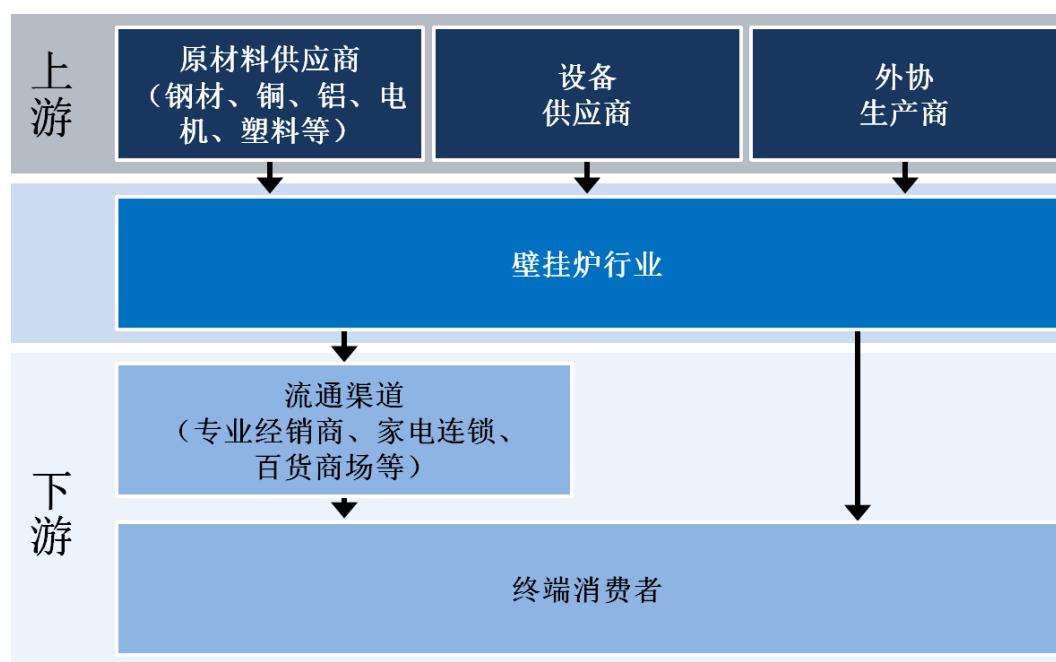 上
游
原材料供应商
（钢材、铜、铝、电
机、塑料等）
设备
供应商
外协
生产商
壁挂炉行业
下
游
流通渠道
（专业经销商、家电连锁、
百货商场等）
终端消费者